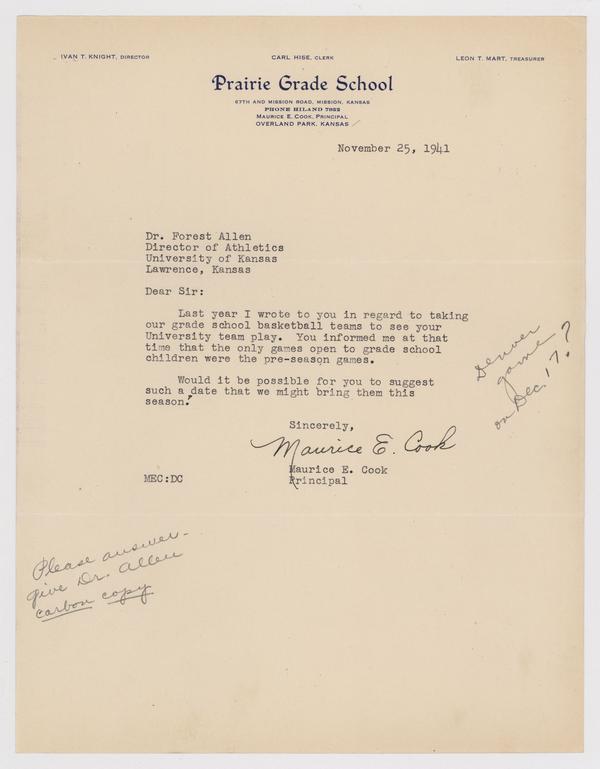 IVAN T. KNIGHT, DIRECTOR
CARL HISE, CLERK
LEON T. MART, TREASURER
Prairie Grade School
67TH AND MISSION ROAD, MISSION, KANSAS
PHONE HILAND 7952
MAURICE E. COOK, PRINCIPAL
OVERLAND PARK, KANSAS
November 25, 1941
Dr. Forest Allen
Director of Athletics
University of Kansas
Lawrence, Kansas
Dear Sir:
Last year I wrote to you in regard to taking
our grade school basketball teams to see your
University team play. You informed me at that
time that the only games open to grade school
children were the pre-season games.
Would it be possible for you to suggest
such a date that we might bring them this
season?
Denver
game
on Dec. 17.?
Sincerely,
Maurice E. Cook
Maurice E. Cook
MEC:DC
Principal
Please answer-
give Dr. Allen
carbon copy